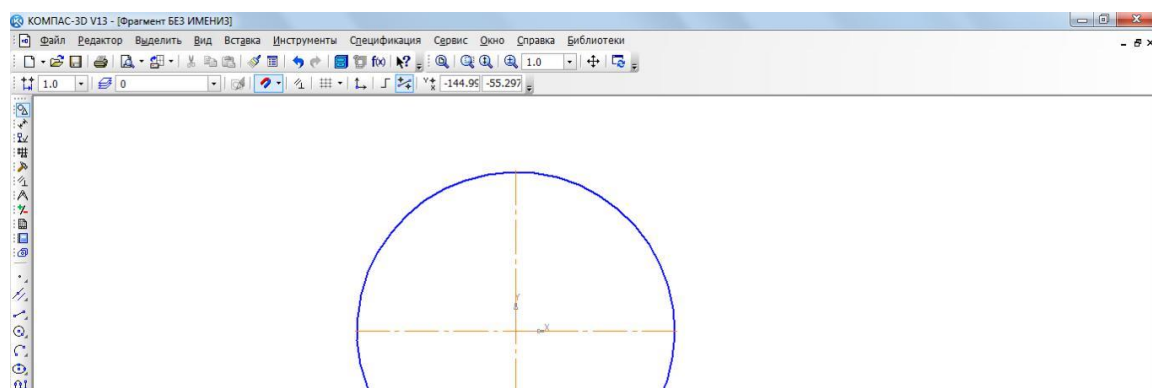 КОМПАС-3D V13 - [Фрагмент БЕЗ ИМЕНИ3]
Файл Редактор Выделить Вид Вставка Инструменты Спецификация Сервис Окно Справка Библиотеки
f(x) 1.0
1.0 0 -144.99 -55.297
Y
X